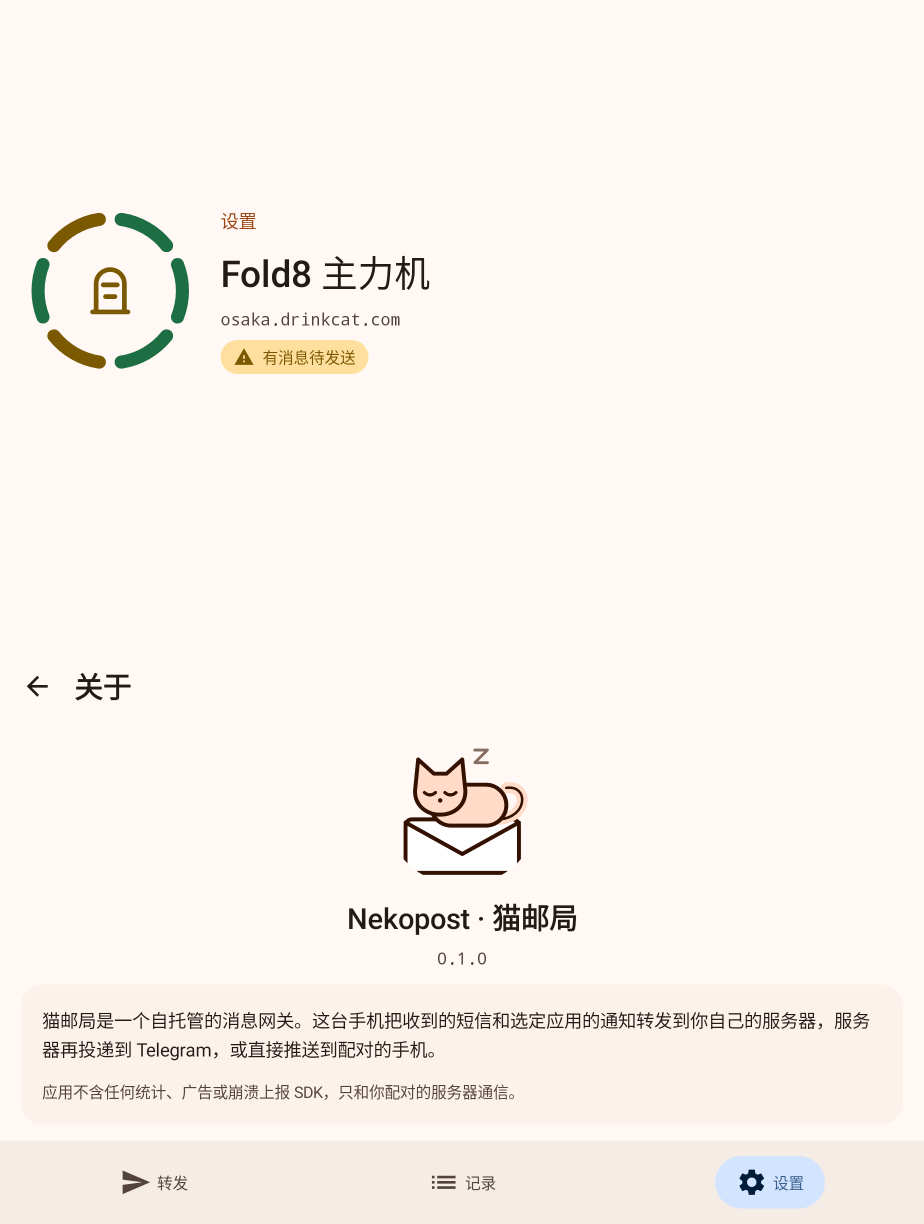 设置
Fold8 主力机
osaka.drinkcat.com
有消息待发送
关于
Z
Nekopost · 猫邮局
0.1.0
猫邮局是一个自托管的消息网关。这台手机把收到的短信和选定应用的通知转发到你自己的服务器，服务
器再投递到 Telegram，或直接推送到配对的手机。
应用不含任何统计、广告或崩溃上报 SDK，只和你配对的服务器通信。
转发
记录
设置